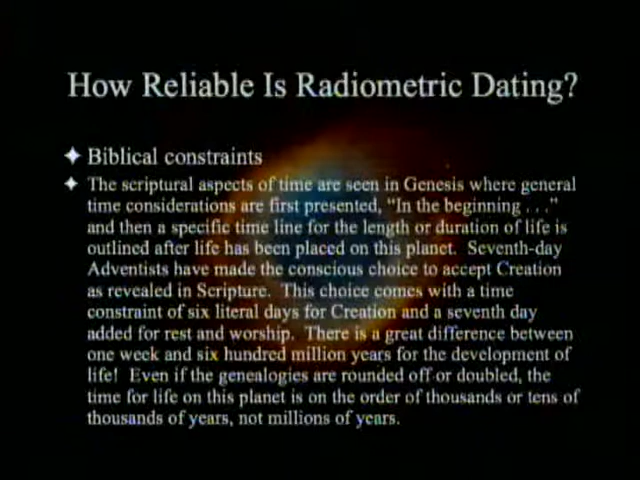 How Reliable Is Radiometric Dating?
Biblical constraints
The scriptural aspects of time are seen in Genesis where general
time considerations are first presented, "In the beginning . . ."
and then a specific time line for the length or duration of life is
outlined after life has been placed on this planet. Seventh-day
Adventists have made the conscious choice to accept Creation
as revealed in Scripture. This choice comes with a time
constraint of six literal days for Creation and a seventh day
added for rest and worship. There is a great difference between
one week and six hundred million years for the development of
life! Even if the genealogies are rounded off or doubled, the
time for life on this planet is on the order of thousands or tens of
thousands of years, not millions of years.